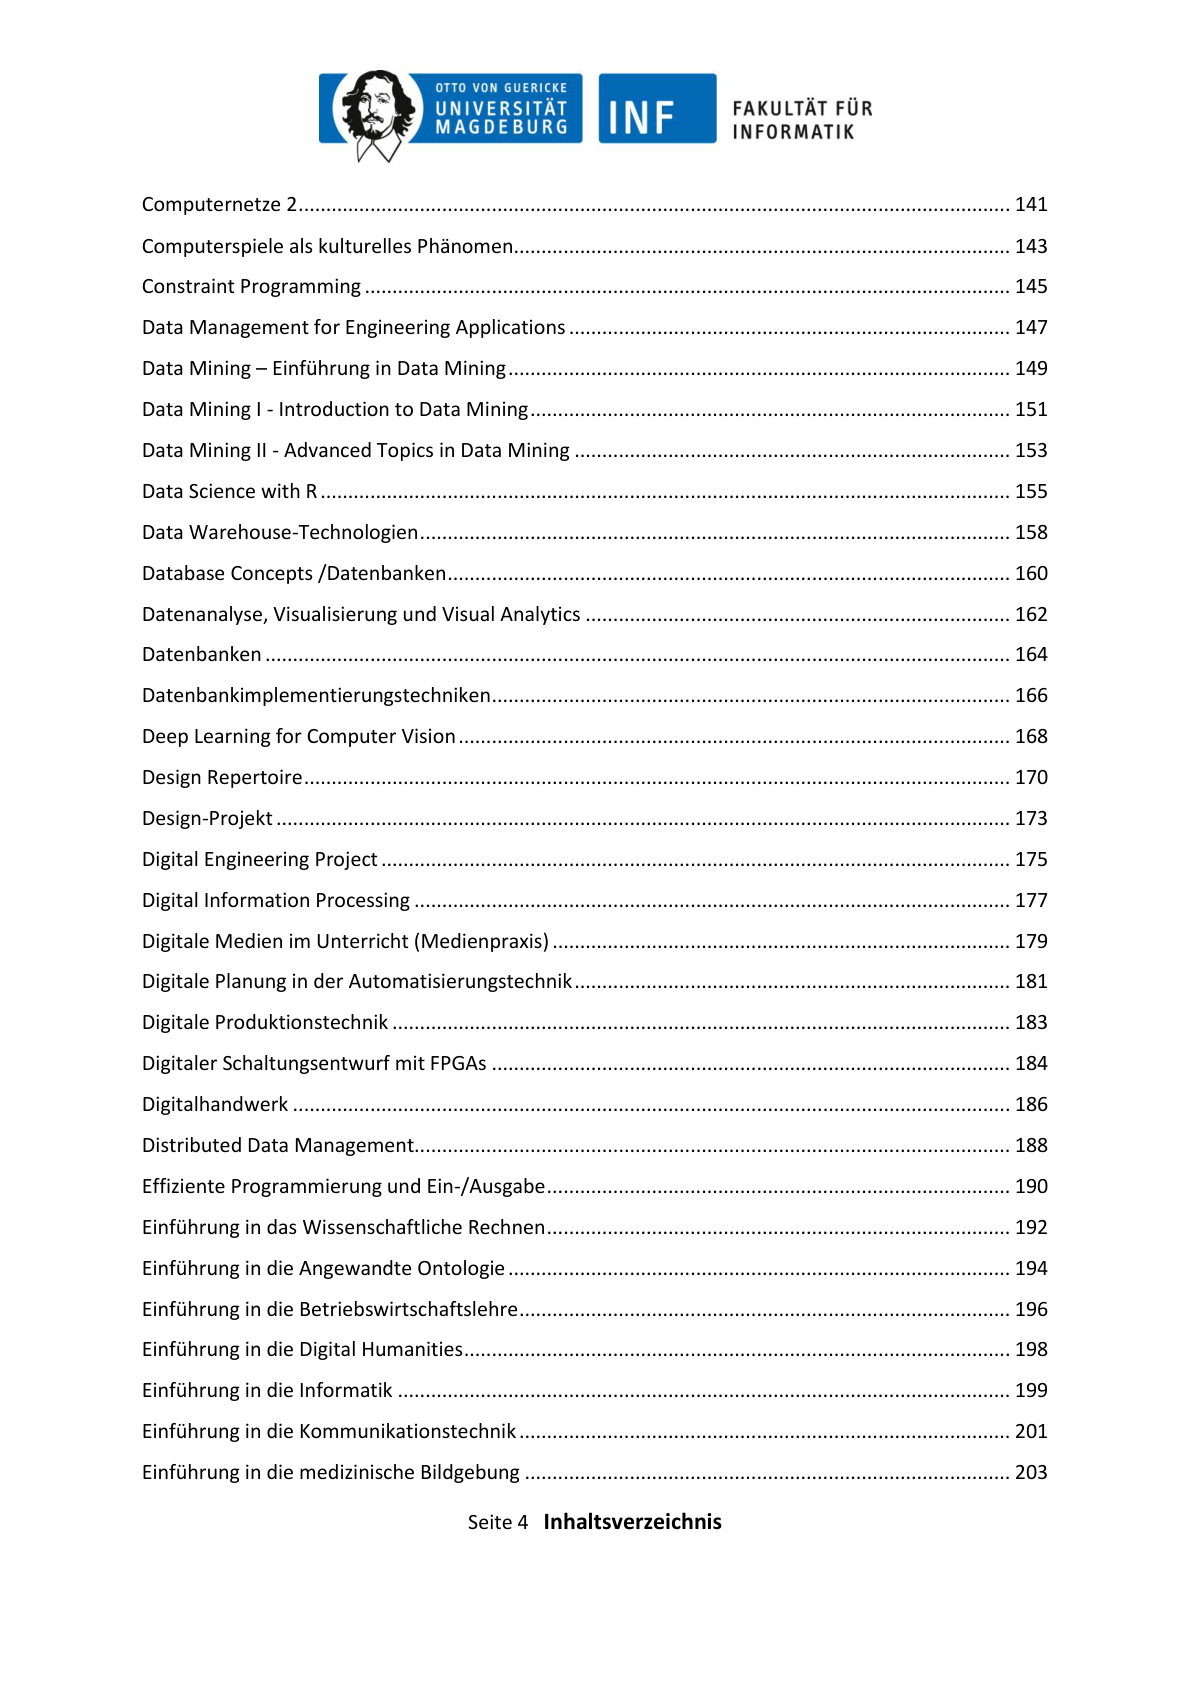 OTTO VON GUERICKE
UNIVERSITÄT
MAGDEBURG
INF
FAKULTÄT FÜR
INFORMATIK
Computernetze 2 ........ 141
Computerspiele als kulturelles Phänomen ........ 143
Constraint Programming ........ 145
Data Management for Engineering Applications ........ 147
Data Mining – Einführung in Data Mining ........ 149
Data Mining I - Introduction to Data Mining ........ 151
Data Mining II - Advanced Topics in Data Mining ........ 153
Data Science with R ........ 155
Data Warehouse-Technologien ........ 158
Database Concepts /Datenbanken ........ 160
Datenanalyse, Visualisierung und Visual Analytics ........ 162
Datenbanken ........ 164
Datenbankimplementierungstechniken ........ 166
Deep Learning for Computer Vision ........ 168
Design Repertoire ........ 170
Design-Projekt ........ 173
Digital Engineering Project ........ 175
Digital Information Processing ........ 177
Digitale Medien im Unterricht (Medienpraxis) ........ 179
Digitale Planung in der Automatisierungstechnik ........ 181
Digitale Produktionstechnik ........ 183
Digitaler Schaltungsentwurf mit FPGAs ........ 184
Digitalhandwerk ........ 186
Distributed Data Management ........ 188
Effiziente Programmierung und Ein-/Ausgabe ........ 190
Einführung in das Wissenschaftliche Rechnen ........ 192
Einführung in die Angewandte Ontologie ........ 194
Einführung in die Betriebswirtschaftslehre ........ 196
Einführung in die Digital Humanities ........ 198
Einführung in die Informatik ........ 199
Einführung in die Kommunikationstechnik ........ 201
Einführung in die medizinische Bildgebung ........ 203
Seite 4 Inhaltsverzeichnis